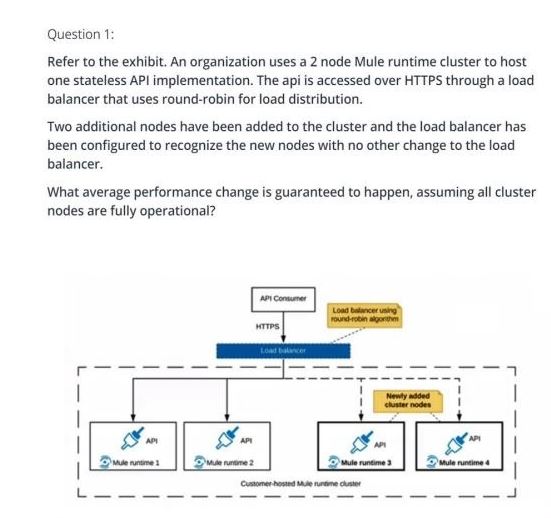 Question 1:
Refer to the exhibit. An organization uses a 2 node Mule runtime cluster to host
one stateless API implementation. The api is accessed over HTTPS through a load
balancer that uses round-robin for load distribution.
Two additional nodes have been added to the cluster and the load balancer has
been configured to recognize the new nodes with no other change to the load
balancer.
What average performance change is guaranteed to happen, assuming all cluster
nodes are fully operational?
API Consumer
Load balancer using
round-robin algorithm
HTTPS
Load balancer
Newly added
cluster nodes
API
API
API
API
Mule runtime 1
Mule runtime 2
Mule runtime 3
Mule runtime 4
Customer-hosted Mule runtime cluster